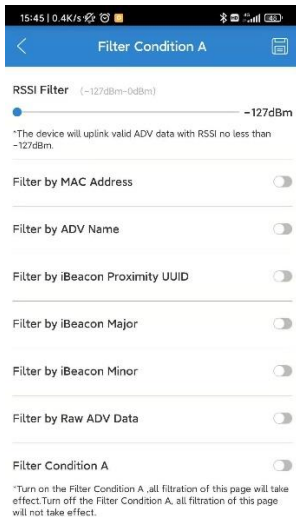 15:45 | 0.4K/s
Filter Condition A
RSSI Filter (-127dBm-0dBm)
-127dBm
*The device will uplink valid ADV data with RSSI no less than
-127dBm.
Filter by MAC Address
Filter by ADV Name
Filter by iBeacon Proximity UUID
Filter by iBeacon Major
Filter by iBeacon Minor
Filter by Raw ADV Data
Filter Condition A
*Turn on the Filter Condition A ,all filtration of this page will take
effect.Turn off the Filter Condition A, all filtration of this page
will not take effect.